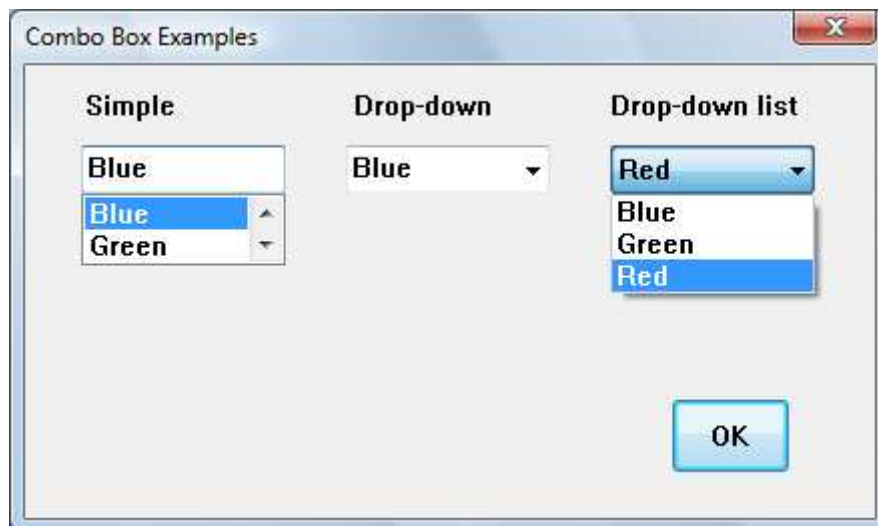 Combo Box Examples
Simple Drop-down Drop-down list
Blue Blue Red
Blue Blue
Green Green
Red
OK